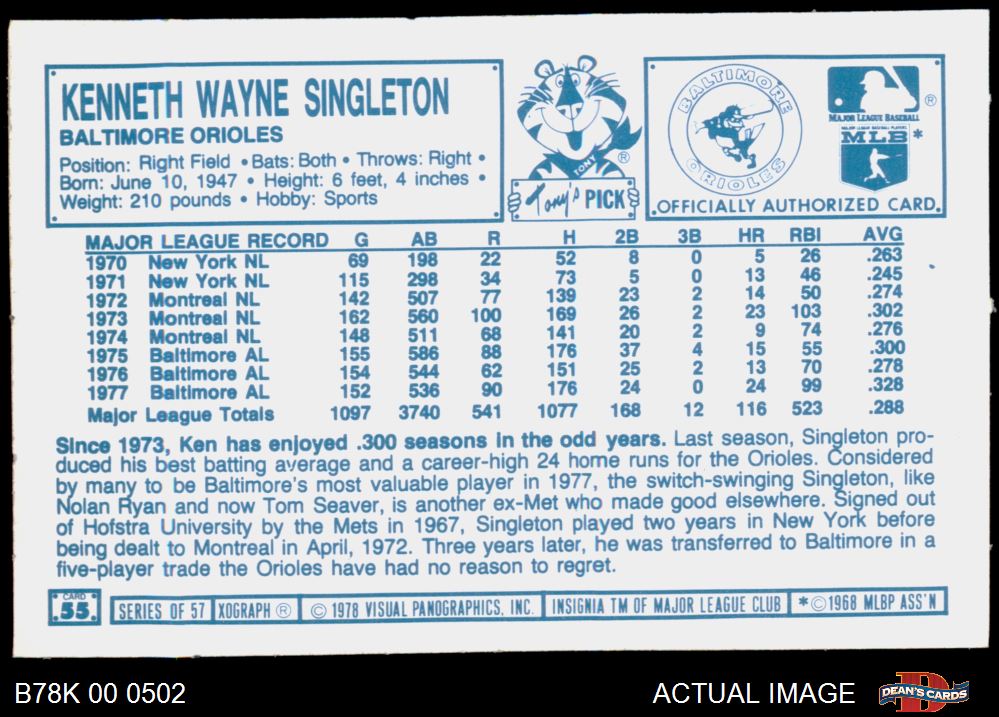 KENNETH WAYNE SINGLETON
BALTIMORE ORIOLES
Position: Right Field • Bats: Both • Throws: Right •
Born: June 10, 1947 • Height: 6 feet, 4 inches •
Weight: 210 pounds • Hobby: Sports
TONY
®
Tony's PICK
BALTIMORE
ORIOLES
®
MAJOR LEAGUE BASEBALL
MAJOR LEAGUE BASEBALL PLAYERS
MLB *
OFFICIALLY AUTHORIZED CARD
MAJOR LEAGUE RECORD G AB R H 2B 3B HR RBI AVG
1970 New York NL 69 198 22 52 8 0 5 26 .263
1971 New York NL 115 298 34 73 5 0 13 46 .245
1972 Montreal NL 142 507 77 139 23 2 14 50 .274
1973 Montreal NL 162 560 100 169 26 2 23 103 .302
1974 Montreal NL 148 511 68 141 20 2 9 74 .276
1975 Baltimore AL 155 586 88 176 37 4 15 55 .300
1976 Baltimore AL 154 544 62 151 25 2 13 70 .278
1977 Baltimore AL 152 536 90 176 24 0 24 99 .328
Major League Totals 1097 3740 541 1077 168 12 116 523 .288
Since 1973, Ken has enjoyed .300 seasons in the odd years. Last season, Singleton pro-
duced his best batting average and a career-high 24 home runs for the Orioles. Considered
by many to be Baltimore's most valuable player in 1977, the switch-swinging Singleton, like
Nolan Ryan and now Tom Seaver, is another ex-Met who made good elsewhere. Signed out
of Hofstra University by the Mets in 1967, Singleton played two years in New York before
being dealt to Montreal in April, 1972. Three years later, he was transferred to Baltimore in a
five-player trade the Orioles have had no reason to regret.
CARD
55
SERIES OF 57 XOGRAPH ® © 1978 VISUAL PANOGRAPHICS, INC. INSIGNIA TM OF MAJOR LEAGUE CLUB *©1968 MLBP ASS'N
B78K 00 0502
ACTUAL IMAGE
DEAN'S CARDS